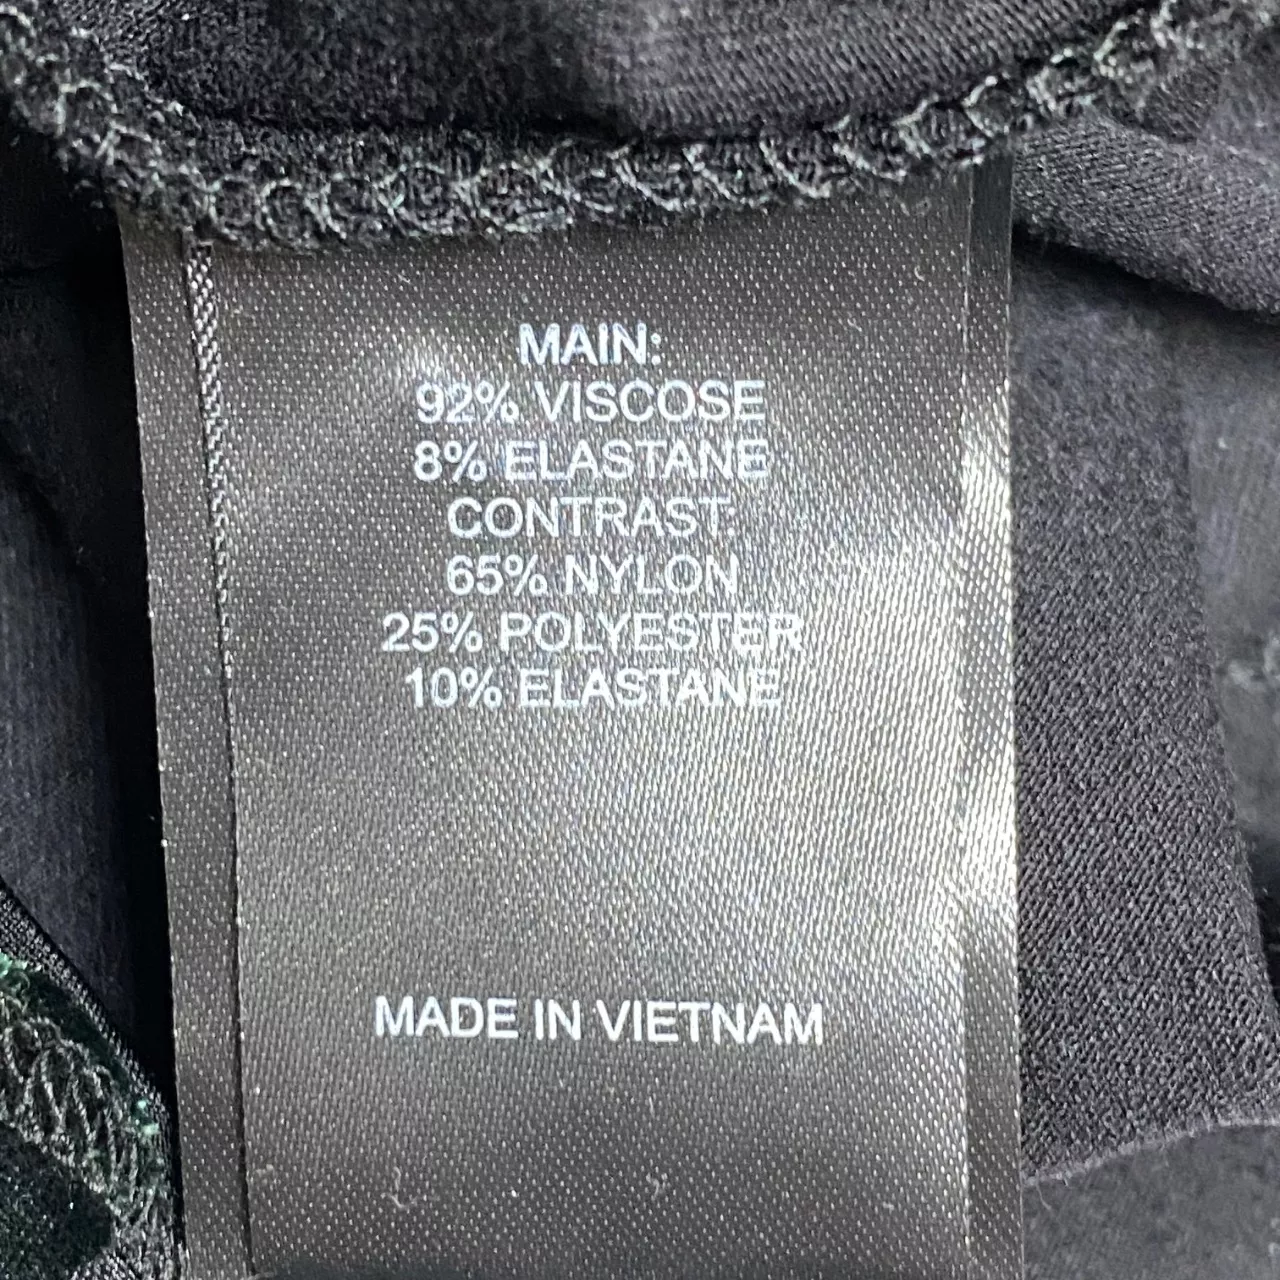 MAIN:
92% VISCOSE
8% ELASTANE
CONTRAST:
65% NYLON
25% POLYESTER
10% ELASTANE
MADE IN VIETNAM